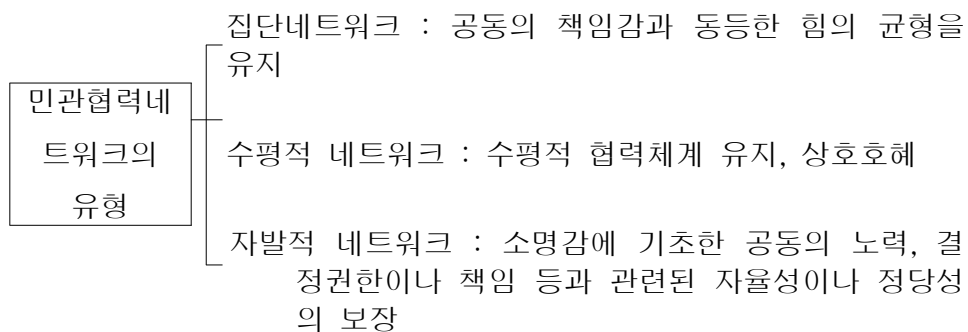 집단네트워크 : 공동의 책임감과 동등한 힘의 균형을
유지
민관협력네
트워크의
유형
수평적 네트워크 : 수평적 협력체계 유지, 상호호혜
자발적 네트워크 : 소명감에 기초한 공동의 노력, 결
정권한이나 책임 등과 관련된 자율성이나 정당성
의 보장